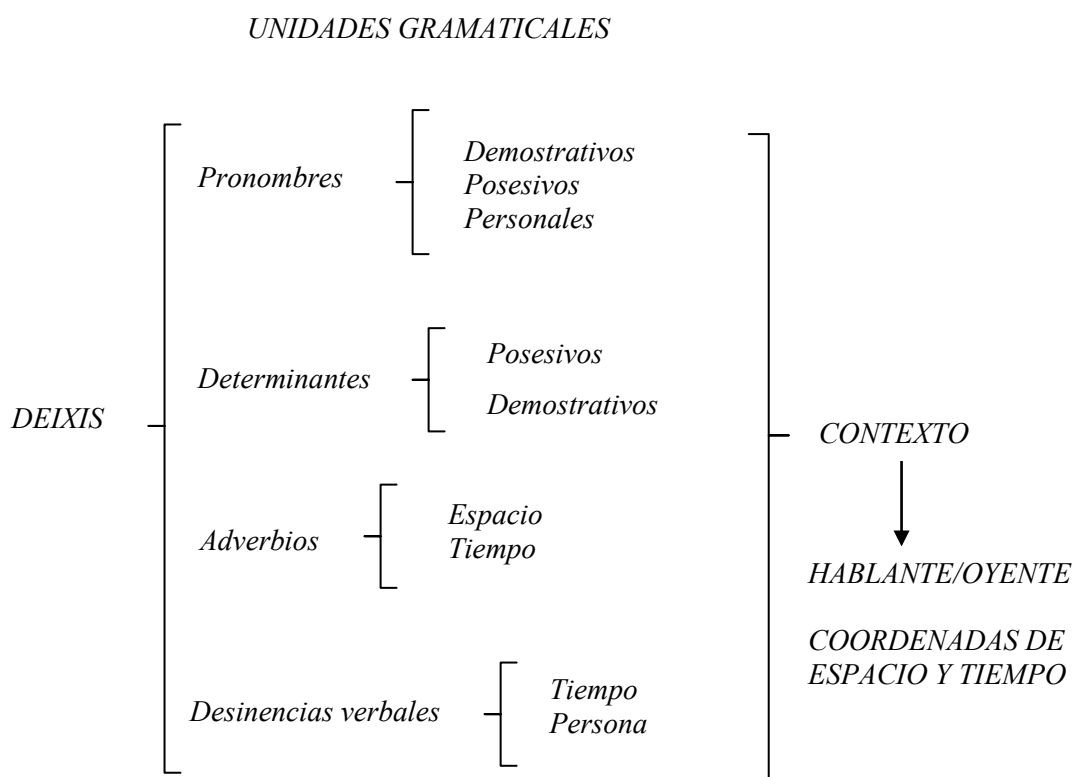 UNIDADES GRAMATICALES
DEIXIS
Pronombres
Demostrativos
Posesivos
Personales
Determinantes
Posesivos
Demostrativos
Adverbios
Espacio
Tiempo
Desinencias verbales
Tiempo
Persona
CONTEXTO
HABLANTE/OYENTE
COORDENADAS DE
ESPACIO Y TIEMPO